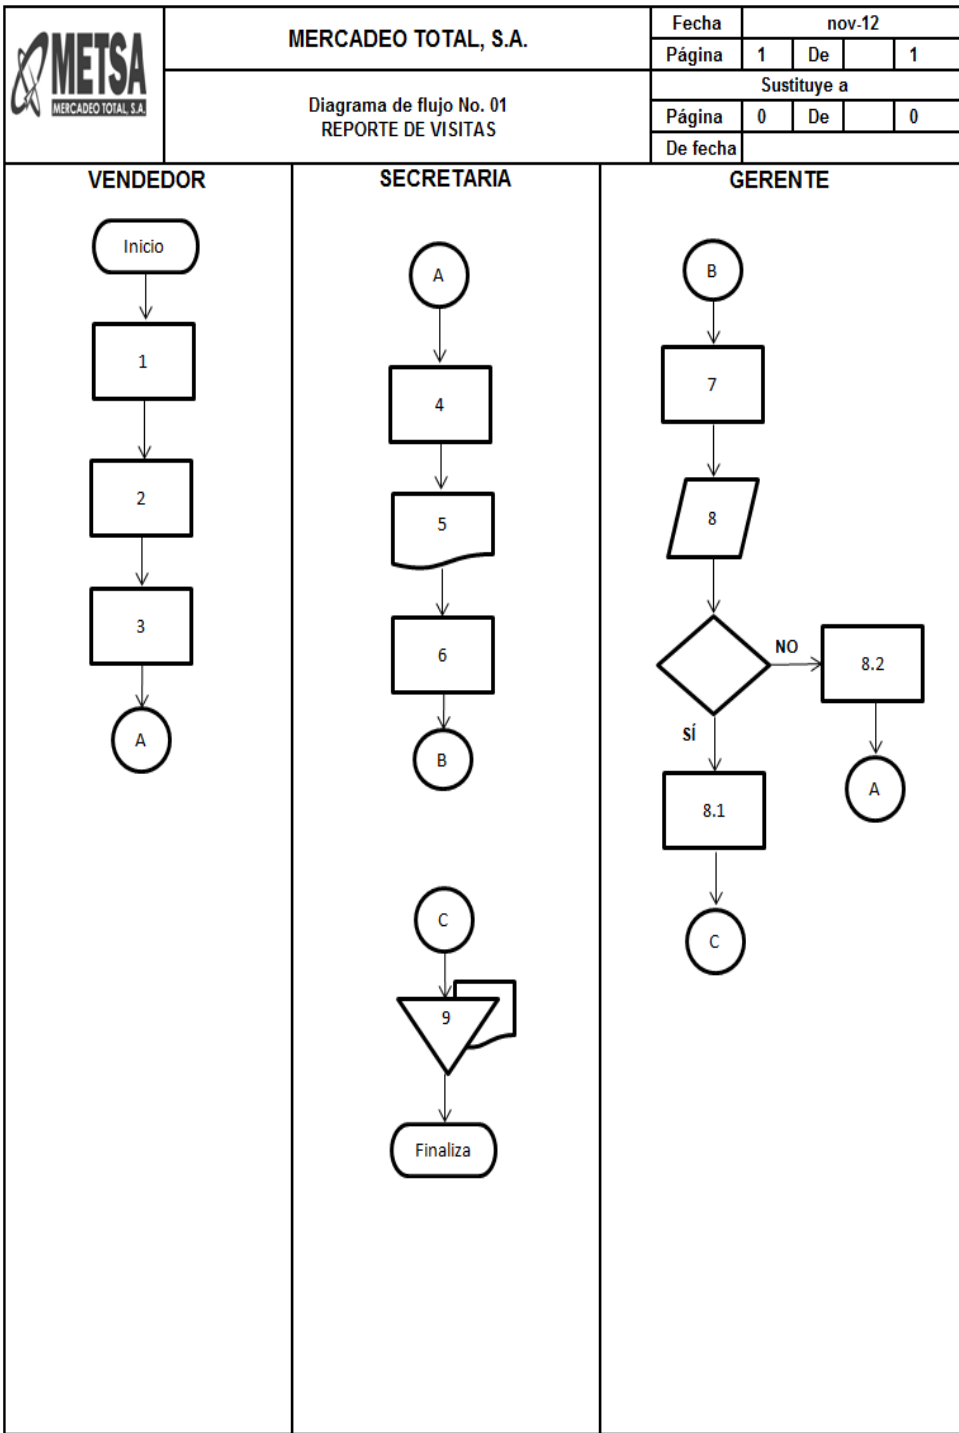 METSA
MERCADEO TOTAL, S.A.
MERCADEO TOTAL, S.A.
Diagrama de flujo No. 01
REPORTE DE VISITAS
Fecha nov-12
Página 1 De 1
Sustituye a
Página 0 De 0
De fecha
VENDEDOR
Inicio
1
2
3
A
SECRETARIA
A
4
5
6
B
C
9
Finaliza
GERENTE
B
7
8
NO
8.2
A
SÍ
8.1
C